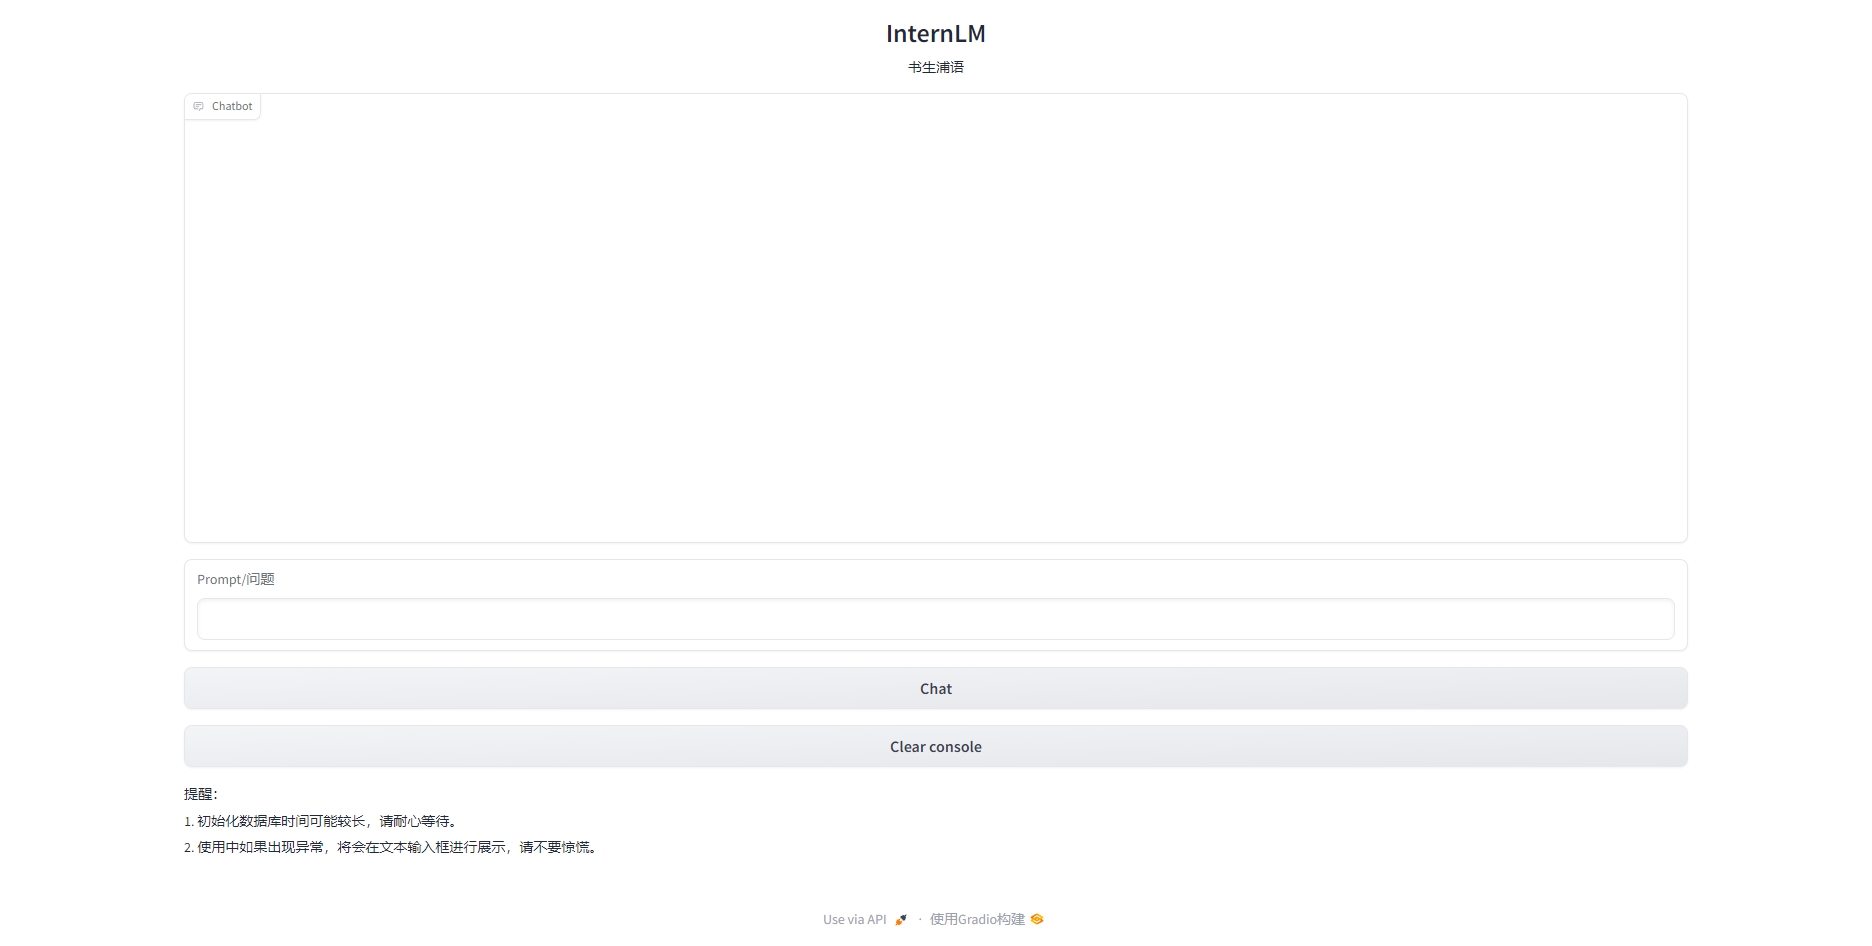 InternLM
书生浦语
Chatbot
Prompt/问题
Chat
Clear console
提醒：
1. 初始化数据库时间可能较长，请耐心等待。
2. 使用中如果出现异常，将会在文本输入框进行展示，请不要惊慌。
Use via API · 使用Gradio构建